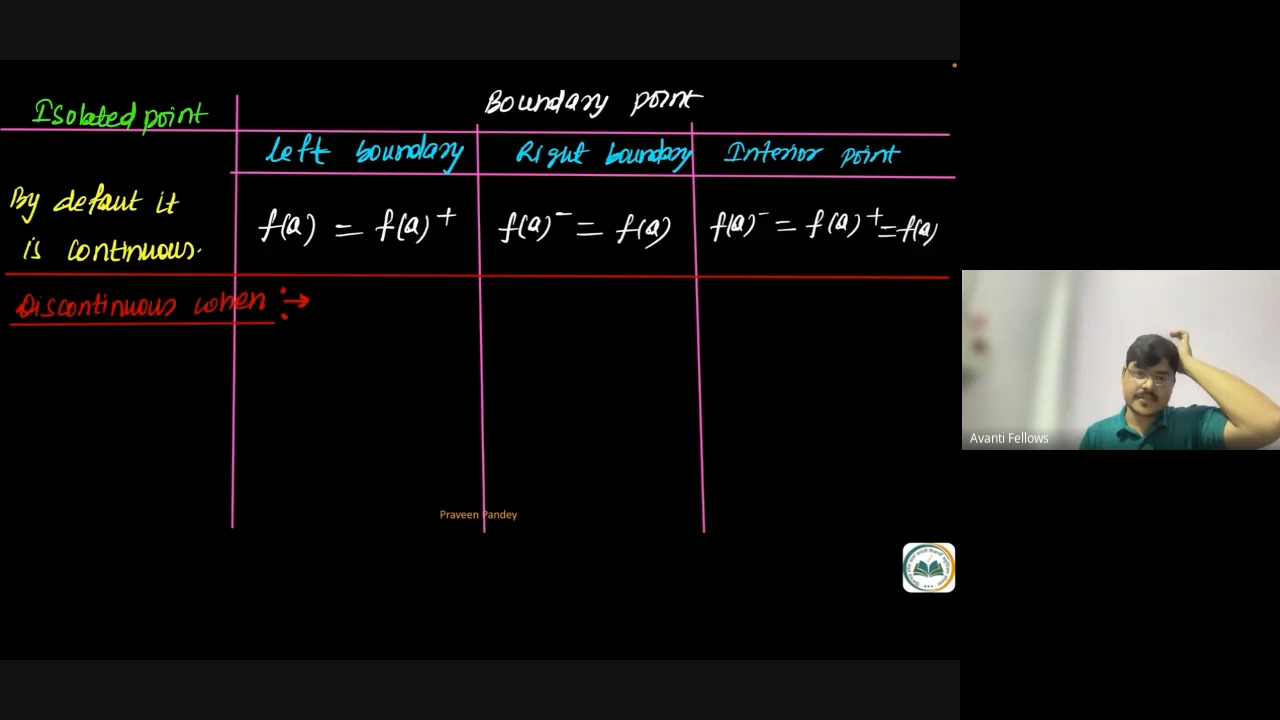 Isolated point
Boundary point
left boundary
Right boundary
Interior point
By defaut it
is continuous.
f(a) = f(a)⁺
f(a)⁻ = f(a)
f(a)⁻ = f(a)⁺ = f(a)
Discontinuous when :→
Avanti Fellows
Praveen Pandey